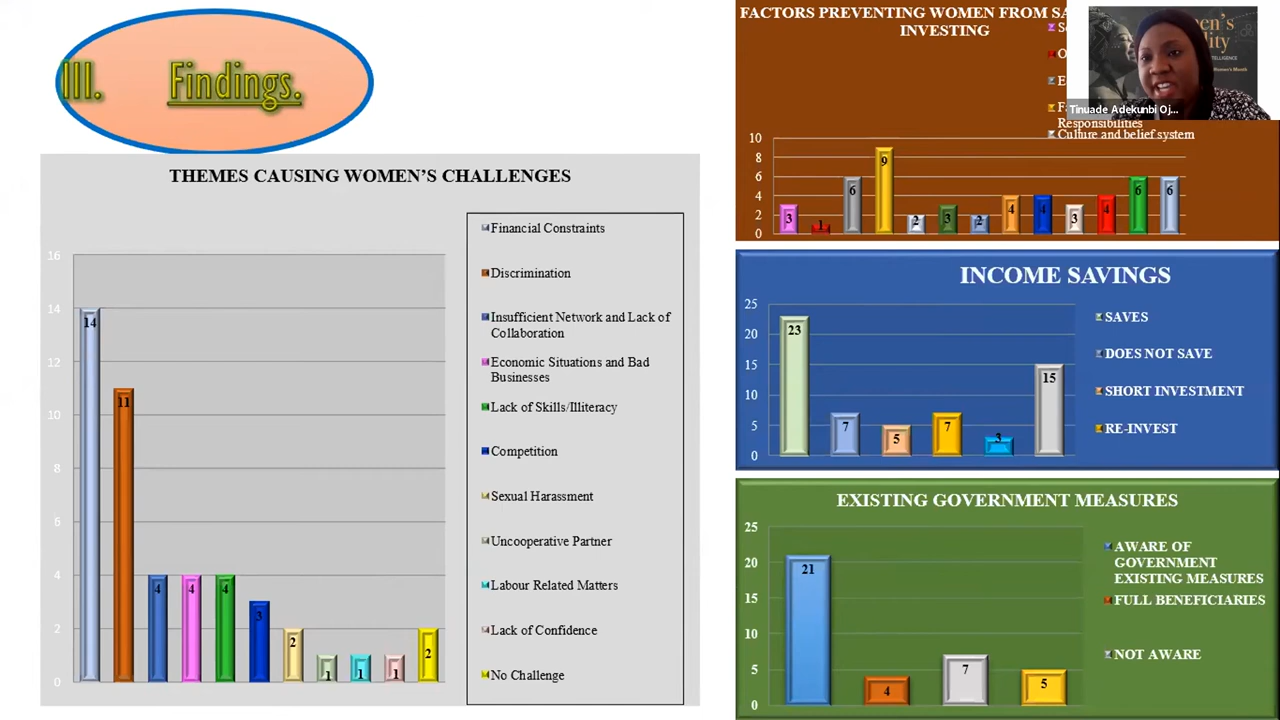 III. Findings.
THEMES CAUSING WOMEN'S CHALLENGES
16
14
12
10
8
6
4
2
0
14
11
4
4
4
3
2
1
1
1
2
Financial Constraints
Discrimination
Insufficient Network and Lack of
Collaboration
Economic Situations and Bad
Businesses
Lack of Skills/Illiteracy
Competition
Sexual Harassment
Uncooperative Partner
Labour Related Matters
Lack of Confidence
No Challenge
FACTORS PREVENTING WOMEN FROM
INVESTING
Responsibilities
Culture and belief system
10
8
6
4
2
0
3
1
6
9
2
3
2
4
4
3
4
6
6
Tinuade Adekunbi Oj...
INCOME SAVINGS
25
20
15
10
5
0
23
7
5
7
3
15
SAVES
DOES NOT SAVE
SHORT INVESTMENT
RE-INVEST
EXISTING GOVERNMENT MEASURES
25
20
15
10
5
0
21
4
7
5
AWARE OF
GOVERNMENT
EXISTING MEASURES
FULL BENEFICIARIES
NOT AWARE